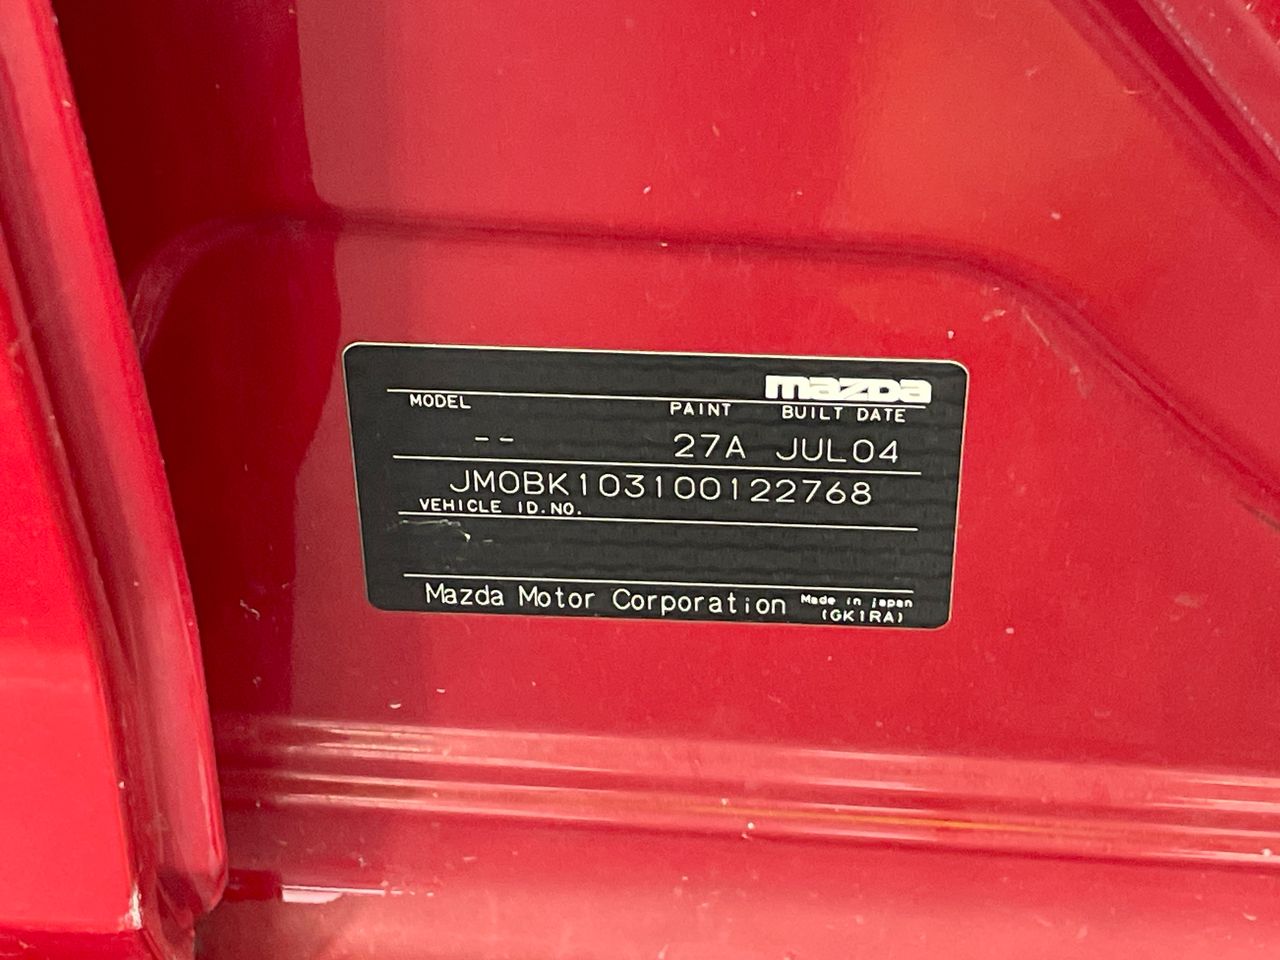 mazda
MODEL PAINT BUILT DATE
-- 27A JUL04
JM0BK103100122768
VEHICLE ID.NO.
Mazda Motor Corporation Made in Japan
(GK1RA)